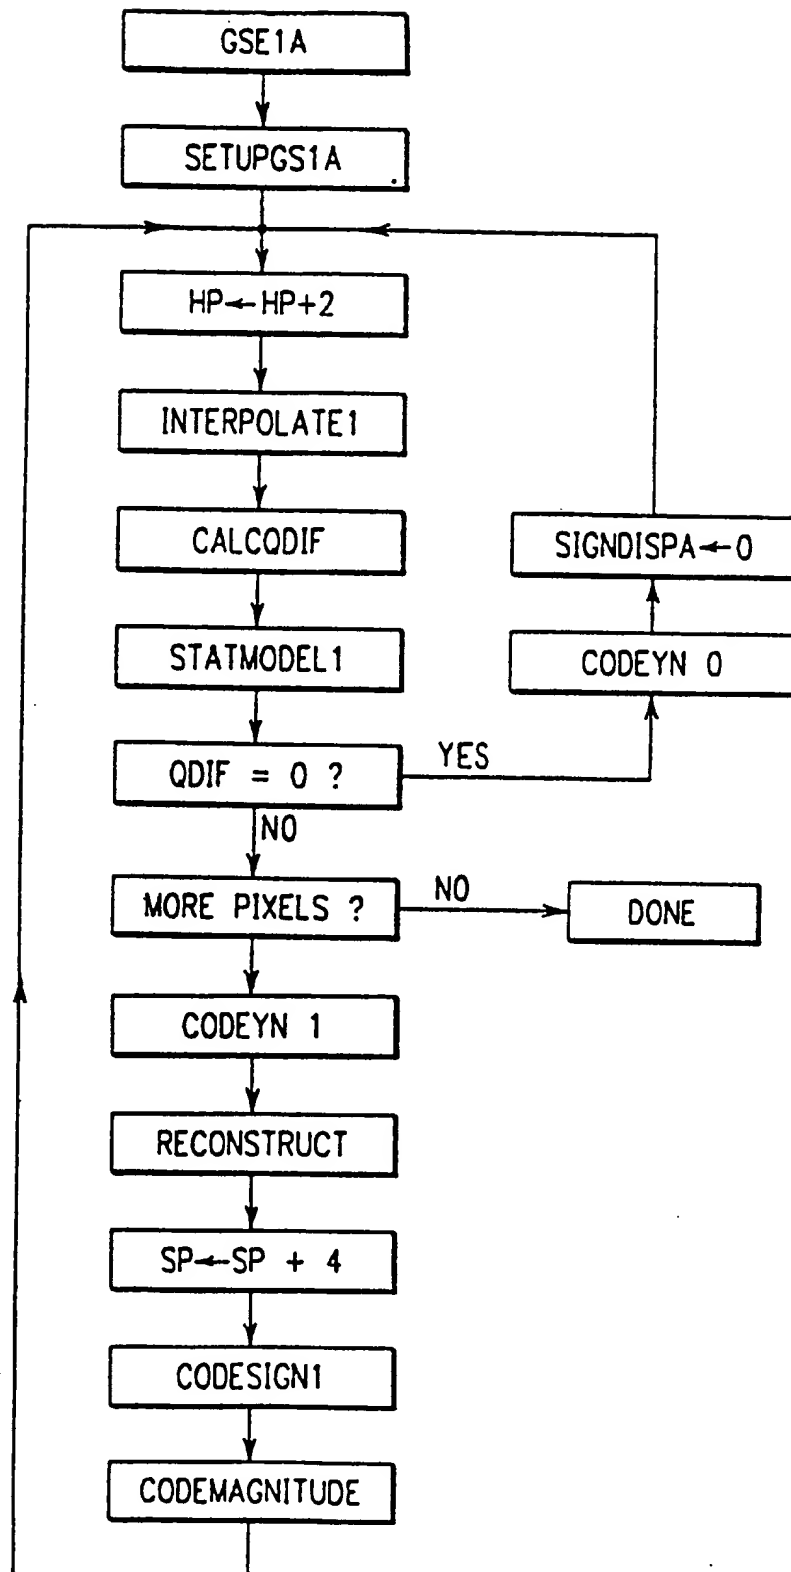 GSE1A
SETUPGS1A
HP←HP+2
INTERPOLATE1
CALCQDIF
SIGNDISPA←0
STATMODEL1
CODEYN 0
QDIF = 0 ?
YES
NO
MORE PIXELS ?
NO
DONE
CODEYN 1
RECONSTRUCT
SP←SP + 4
CODESIGN1
CODEMAGNITUDE